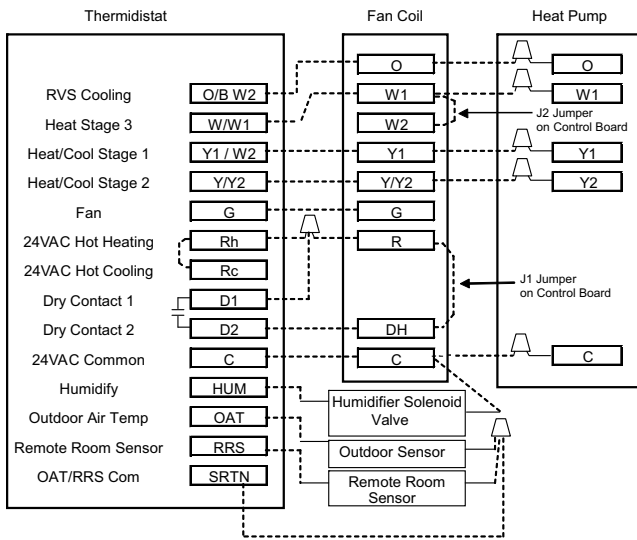 Thermidistat Fan Coil Heat Pump
O O
RVS Cooling O/B W2 W1 W1
J2 Jumper
on Control Board
Heat Stage 3 W/W1 W2
Heat/Cool Stage 1 Y1 / W2 Y1 Y1
Heat/Cool Stage 2 Y/Y2 Y/Y2 Y2
Fan G G
24VAC Hot Heating Rh R
24VAC Hot Cooling Rc
J1 Jumper
on Control Board
Dry Contact 1 D1
Dry Contact 2 D2 DH
24VAC Common C C C
Humidify HUM
Humidifier Solenoid
Valve
Outdoor Air Temp OAT
Outdoor Sensor
Remote Room Sensor RRS
Remote Room
Sensor
OAT/RRS Com SRTN